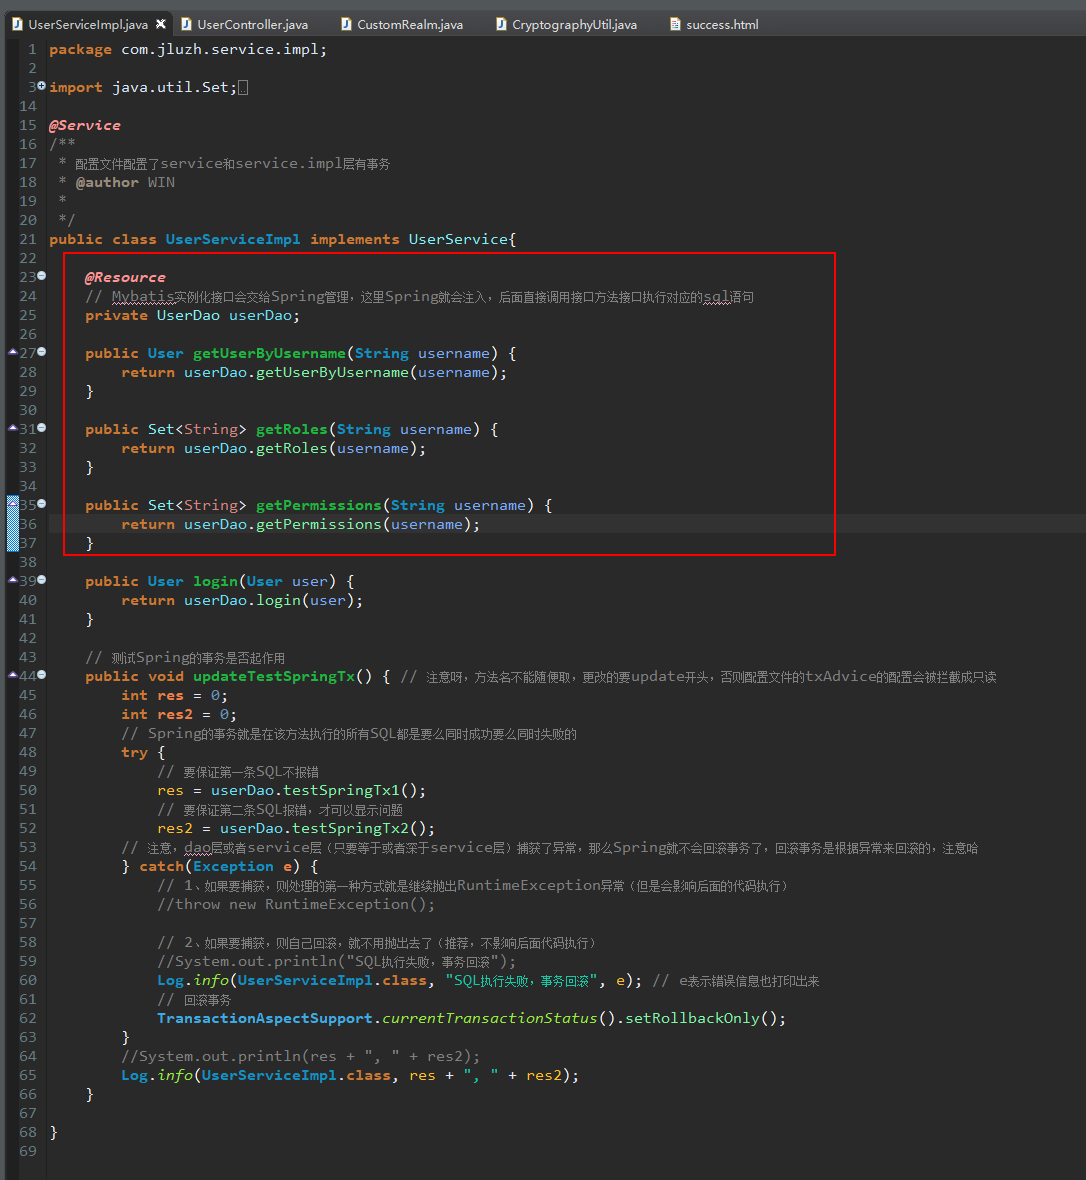 UserServiceImpl.java UserController.java CustomRealm.java CryptographyUtil.java success.html
1 package com.jluzh.service.impl;
2
3 import java.util.Set;
14
15 @Service
16 /**
17 * 配置文件配置了service和service.impl层有事务
18 * @author WIN
19 *
20 */
21 public class UserServiceImpl implements UserService{
22
23 @Resource
24 // Mybatis实例化接口会交给Spring管理，这里Spring就会注入，后面直接调用接口方法接口执行对应的sql语句
25 private UserDao userDao;
26
27 public User getUserByUsername(String username) {
28 return userDao.getUserByUsername(username);
29 }
30
31 public Set<String> getRoles(String username) {
32 return userDao.getRoles(username);
33 }
34
35 public Set<String> getPermissions(String username) {
36 return userDao.getPermissions(username);
37 }
38
39 public User login(User user) {
40 return userDao.login(user);
41 }
42
43 // 测试Spring的事务是否起作用
44 public void updateTestSpringTx() { // 注意呀，方法名不能随便取，更改的要update开头，否则配置文件的txAdvice的配置会被拦截成只读
45 int res = 0;
46 int res2 = 0;
47 // Spring的事务就是在该方法执行的所有SQL都是要么同时成功要么同时失败的
48 try {
49 // 要保证第一条SQL不报错
50 res = userDao.testSpringTx1();
51 // 要保证第二条SQL报错，才可以显示问题
52 res2 = userDao.testSpringTx2();
53 // 注意，dao层或者service层（只要等于或者深于service层）捕获了异常，那么Spring就不会回滚事务了，回滚事务是根据异常来回滚的，注意哈
54 } catch(Exception e) {
55 // 1、如果要捕获，则处理的第一种方式就是继续抛出RuntimeException异常（但是会影响后面的代码执行）
56 //throw new RuntimeException();
57
58 // 2、如果要捕获，则自己回滚，就不用抛出去了（推荐，不影响后面代码执行）
59 //System.out.println("SQL执行失败，事务回滚");
60 Log.info(UserServiceImpl.class, "SQL执行失败，事务回滚", e); // e表示错误信息也打印出来
61 // 回滚事务
62 TransactionAspectSupport.currentTransactionStatus().setRollbackOnly();
63 }
64 //System.out.println(res + ", " + res2);
65 Log.info(UserServiceImpl.class, res + ", " + res2);
66 }
67
68 }
69